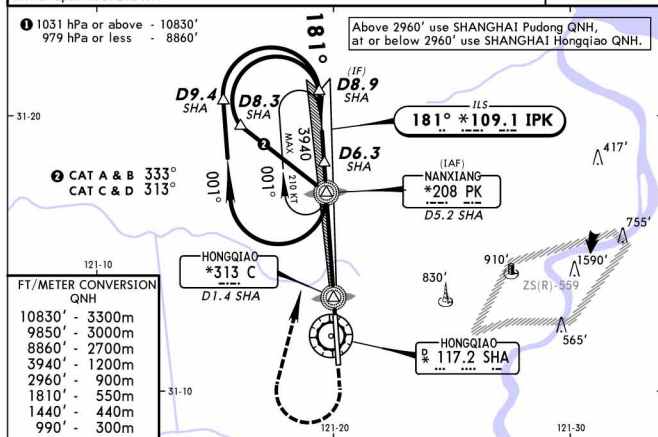 ❶ 1031 hPa or above - 10830'
979 hPa or less - 8860'
Above 2960' use SHANGHAI Pudong QNH,
at or below 2960' use SHANGHAI Hongqiao QNH.
181°
(IF)
D8.9
SHA
D9.4
SHA
D8.3
SHA
31-20
ILS
181° *109.1 IPK
3940
MAX 210 KT
D6.3
SHA
417'
❷
❷ CAT A & B 333°
CAT C & D 313°
001°
001°
(IAF)
NANXIANG
*208 PK
D5.2 SHA
755'
121-10
HONGQIAO
*313 C
D1.4 SHA
910'
1590'
ZS(R)-559
830'
565'
FT/METER CONVERSION
QNH
10830' - 3300m
9850' - 3000m
8860' - 2700m
3940' - 1200m
2960' - 900m
1810' - 550m
1440' - 440m
990' - 300m
HONGQIAO
D * 117.2 SHA
31-10
121-20
121-30